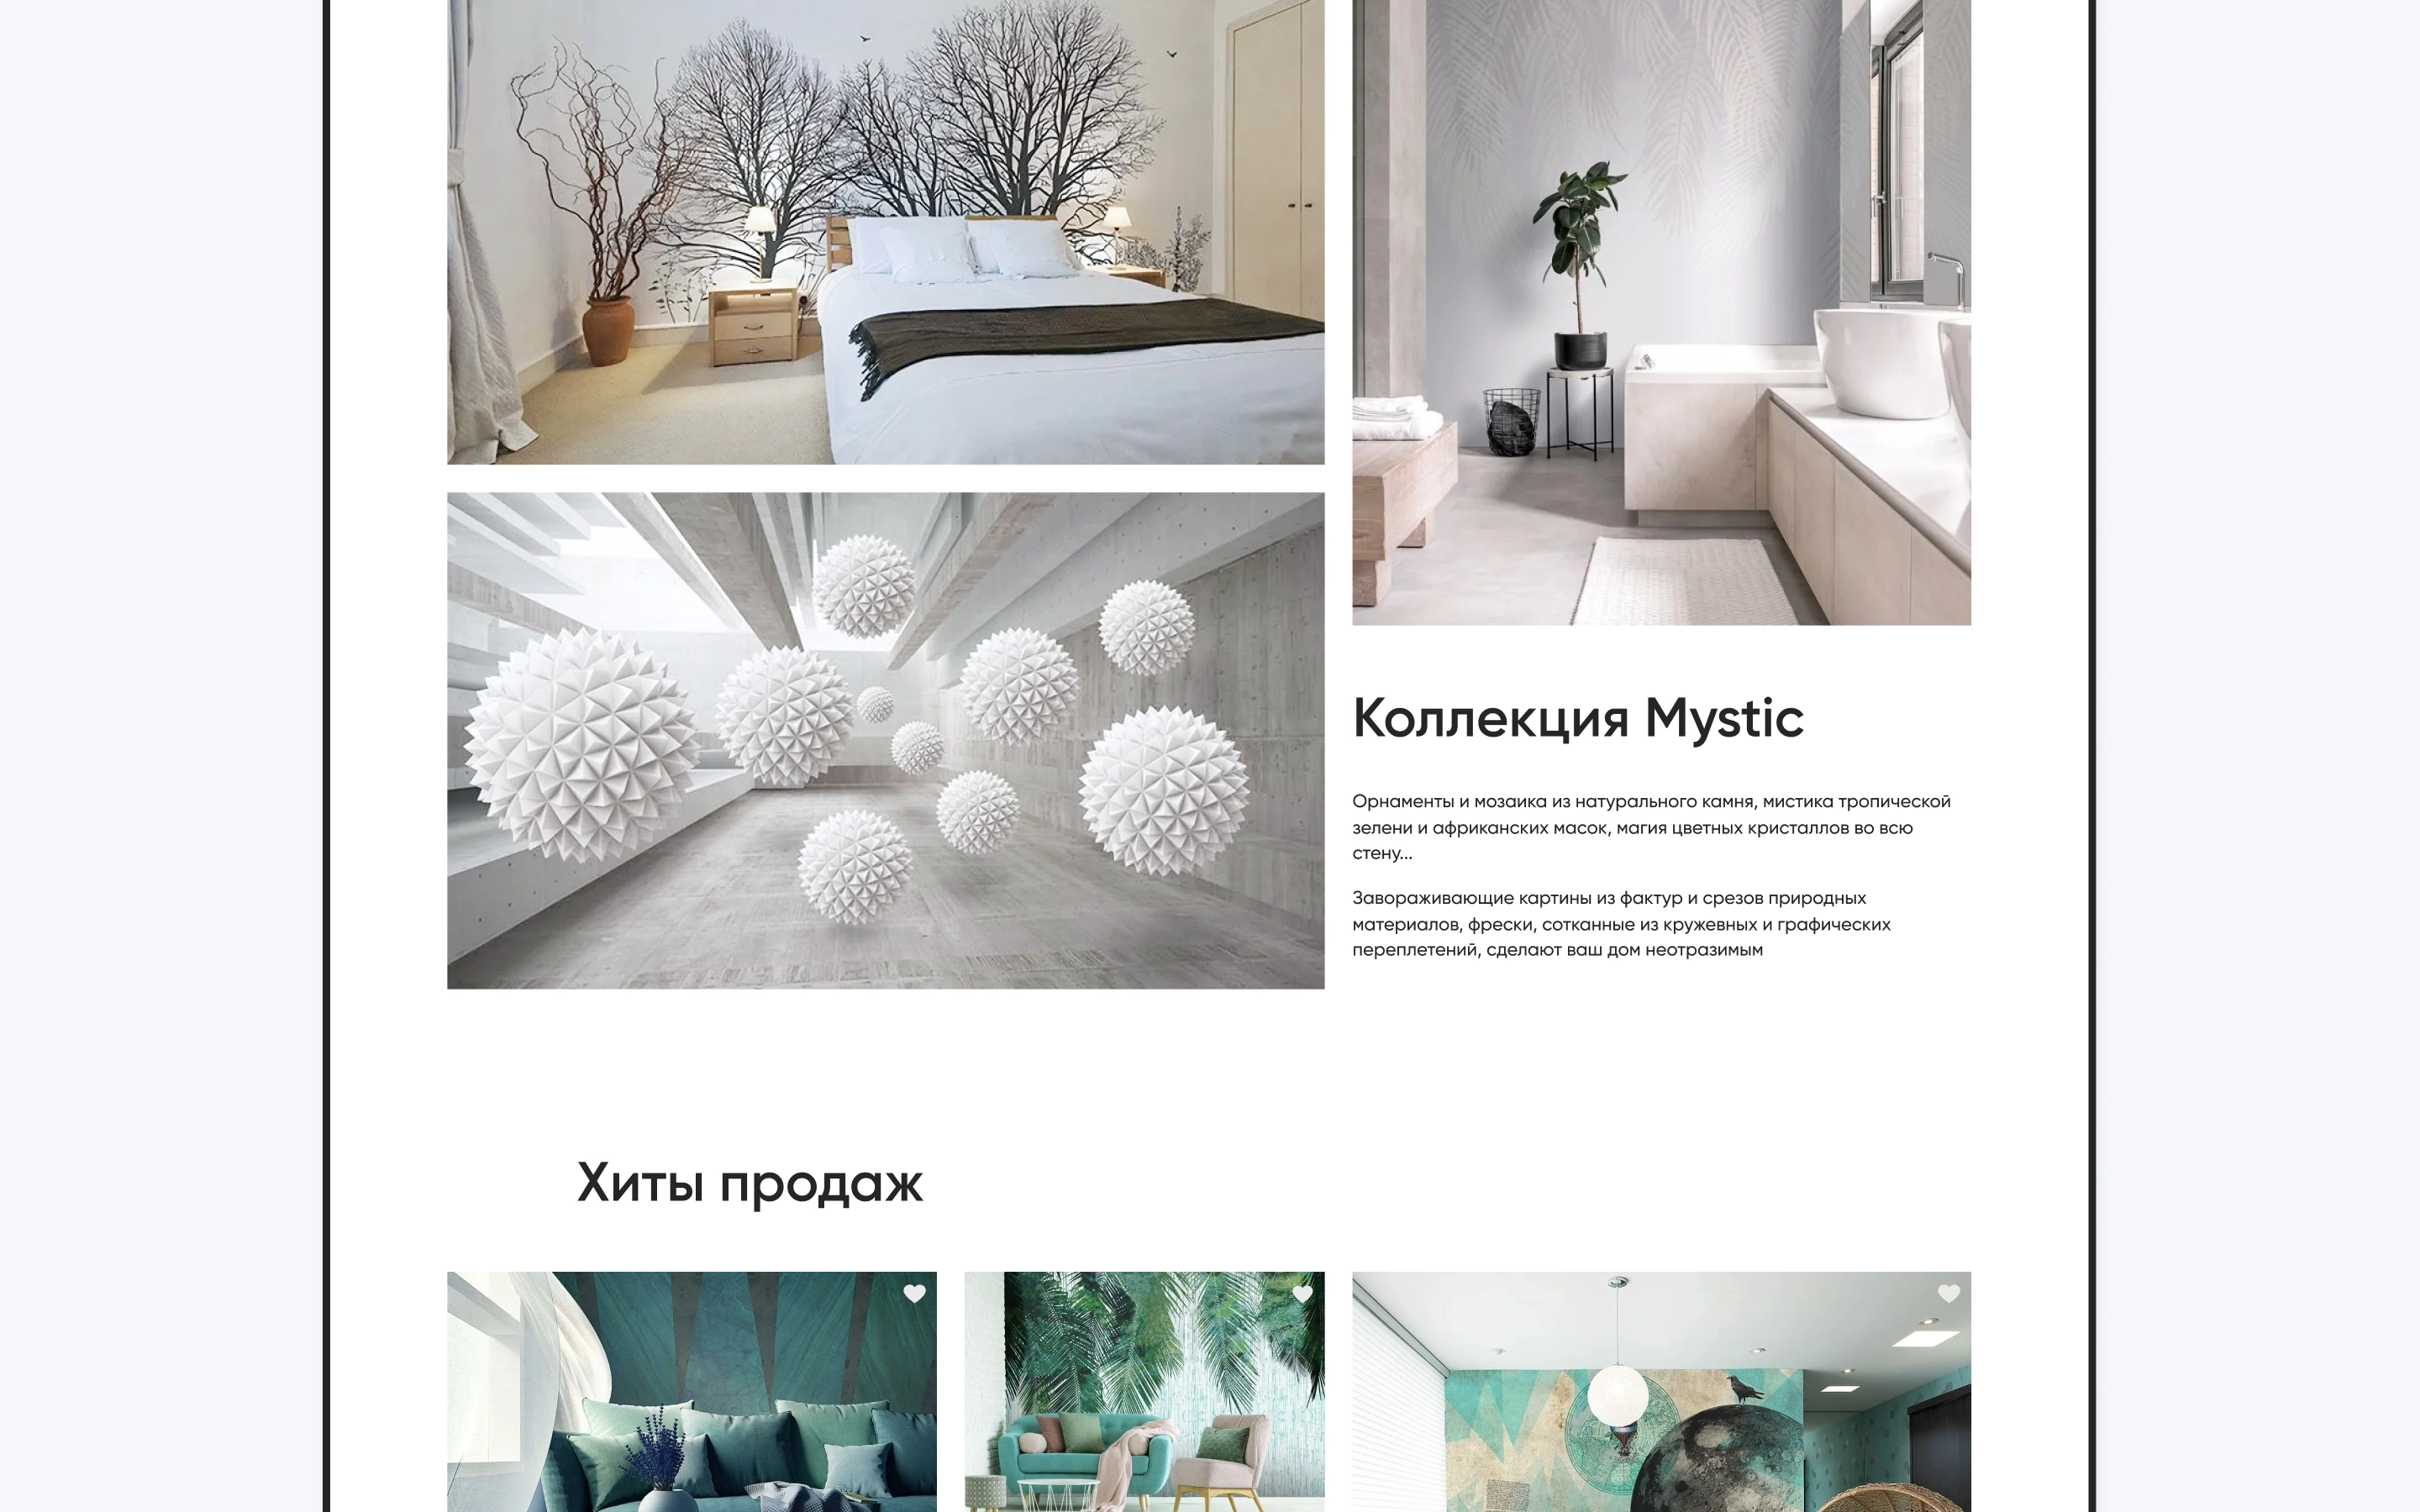 Коллекция Mystic
Орнаменты и мозаика из натурального камня, мистика тропической
зелени и африканских масок, магия цветных кристаллов во всю
стену...
Завораживающие картины из фактур и срезов природных
материалов, фрески, сотканные из кружевных и графических
переплетений, сделают ваш дом неотразимым
Хиты продаж